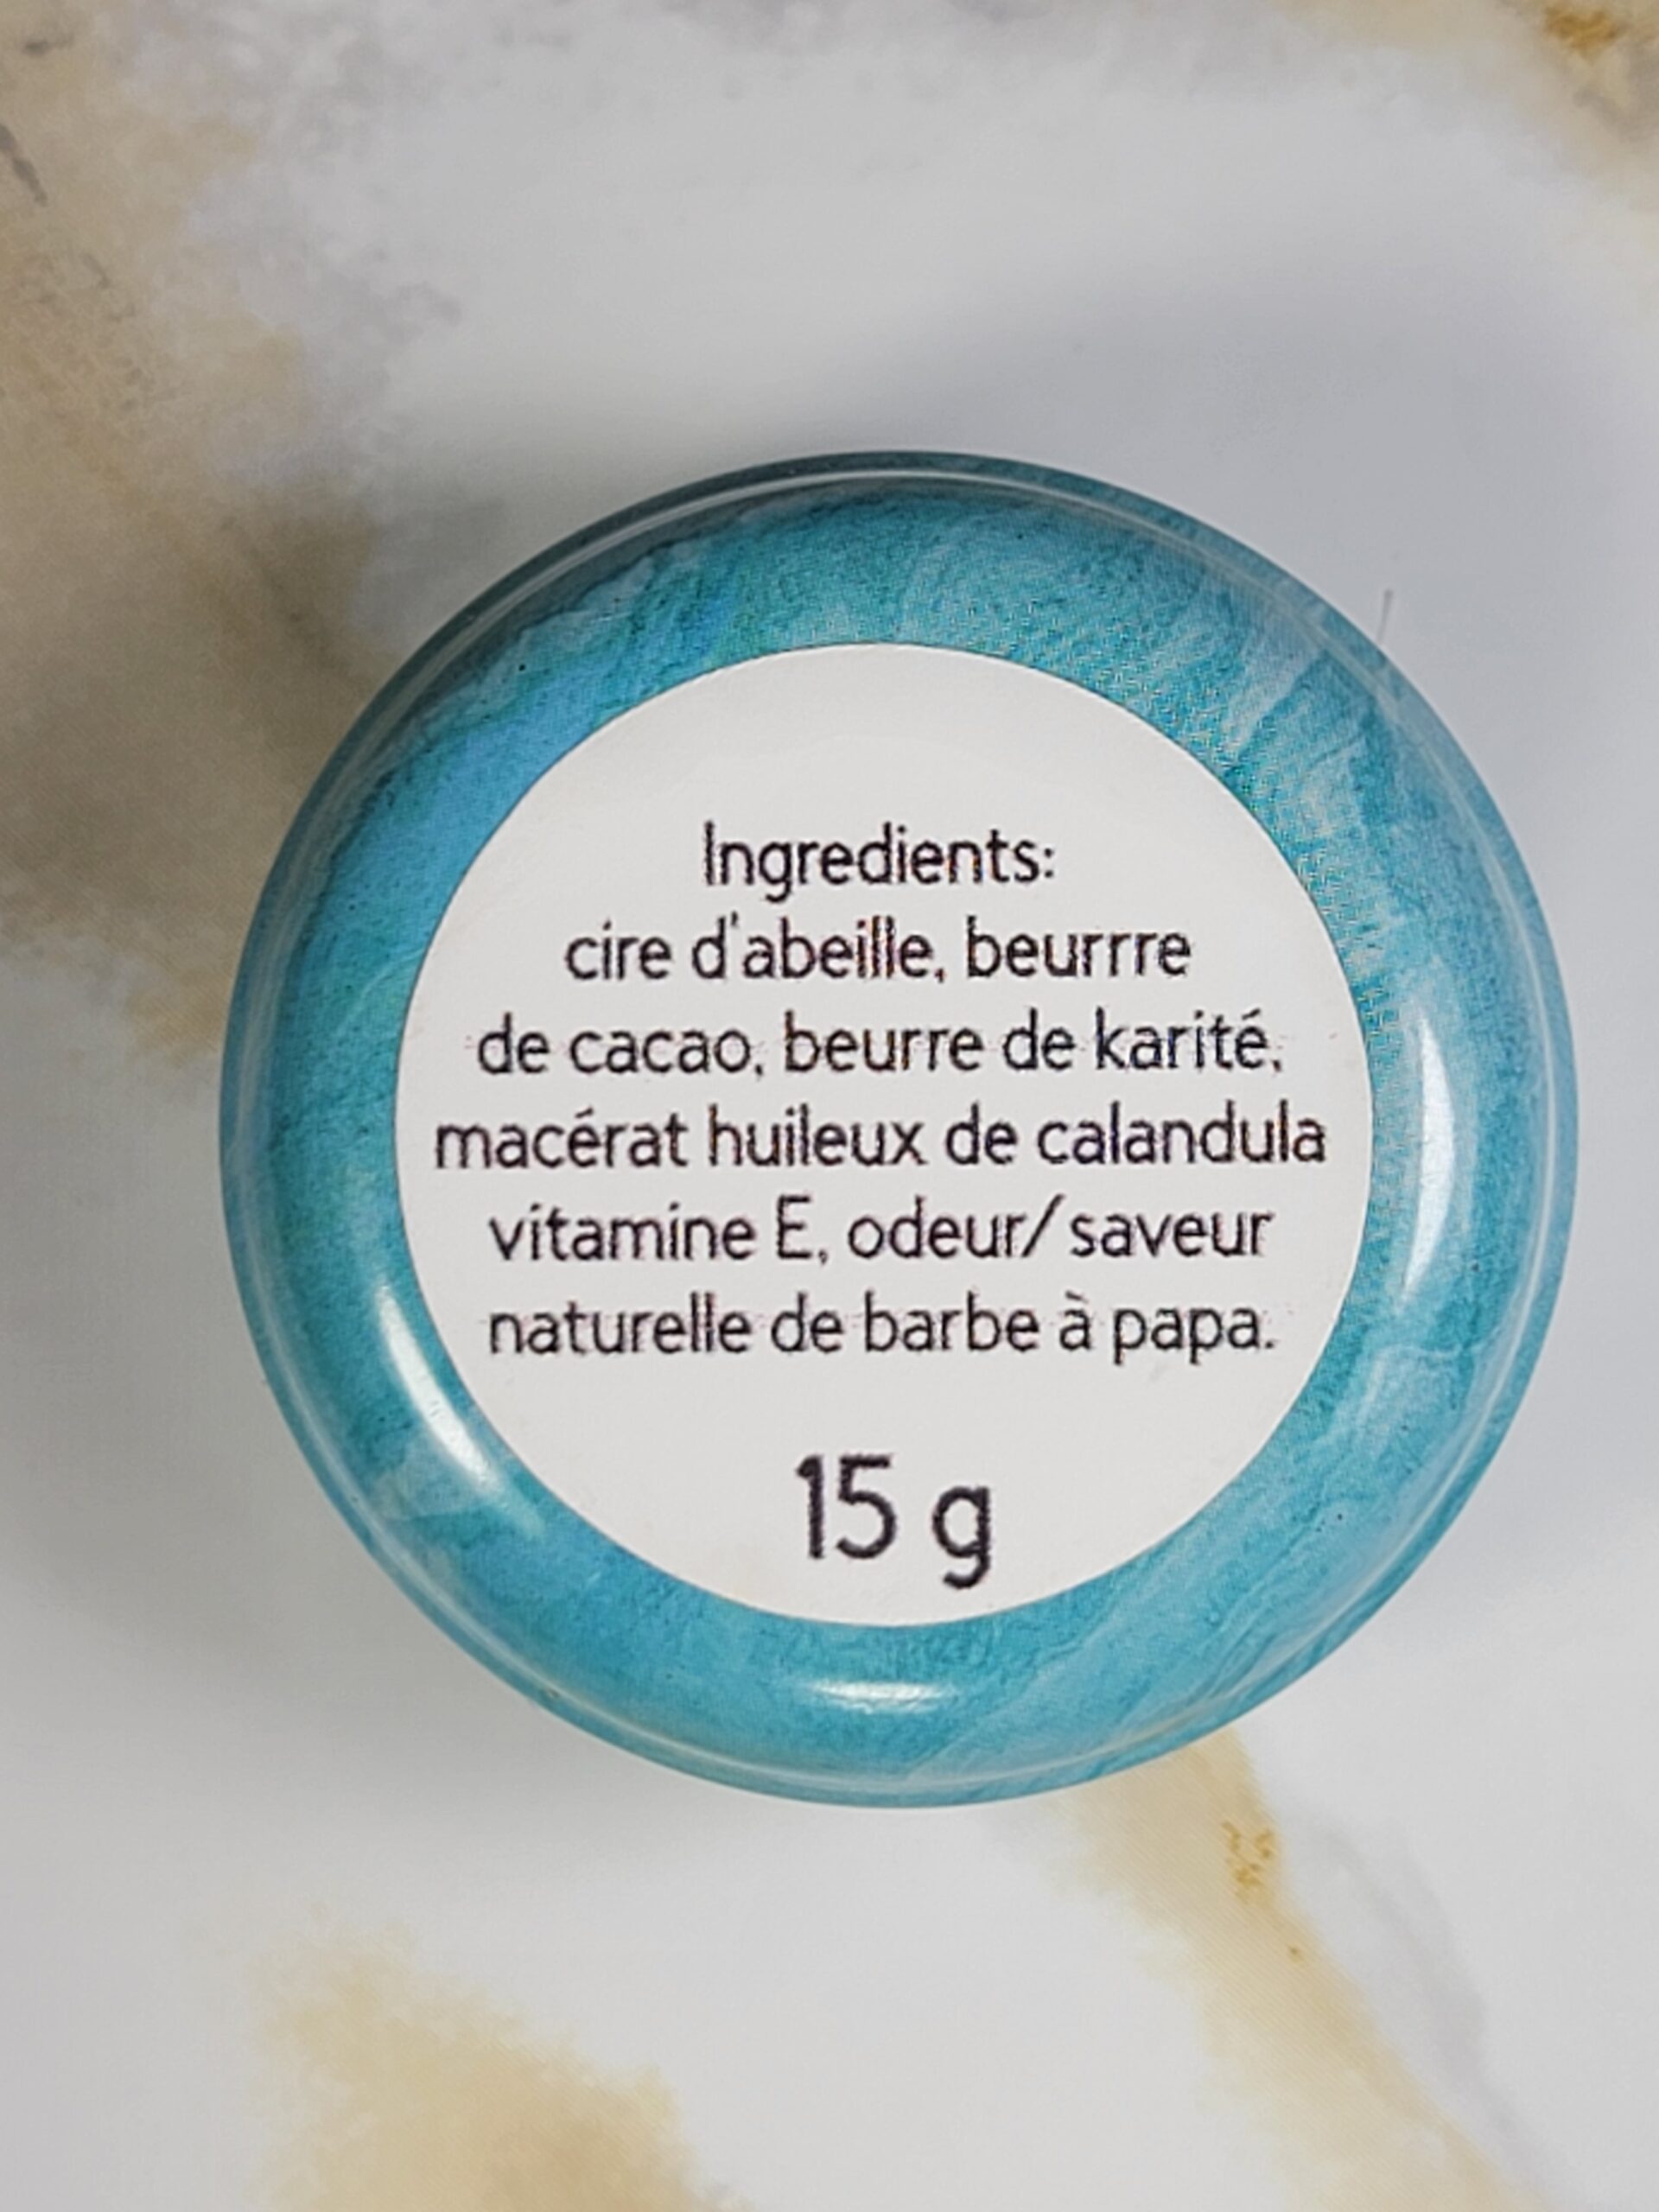 Ingredients:
cire d'abeille, beurrre
de cacao, beurre de karité,
macérat huileux de calandula
vitamine E, odeur/saveur
naturelle de barbe à papa.
15 g